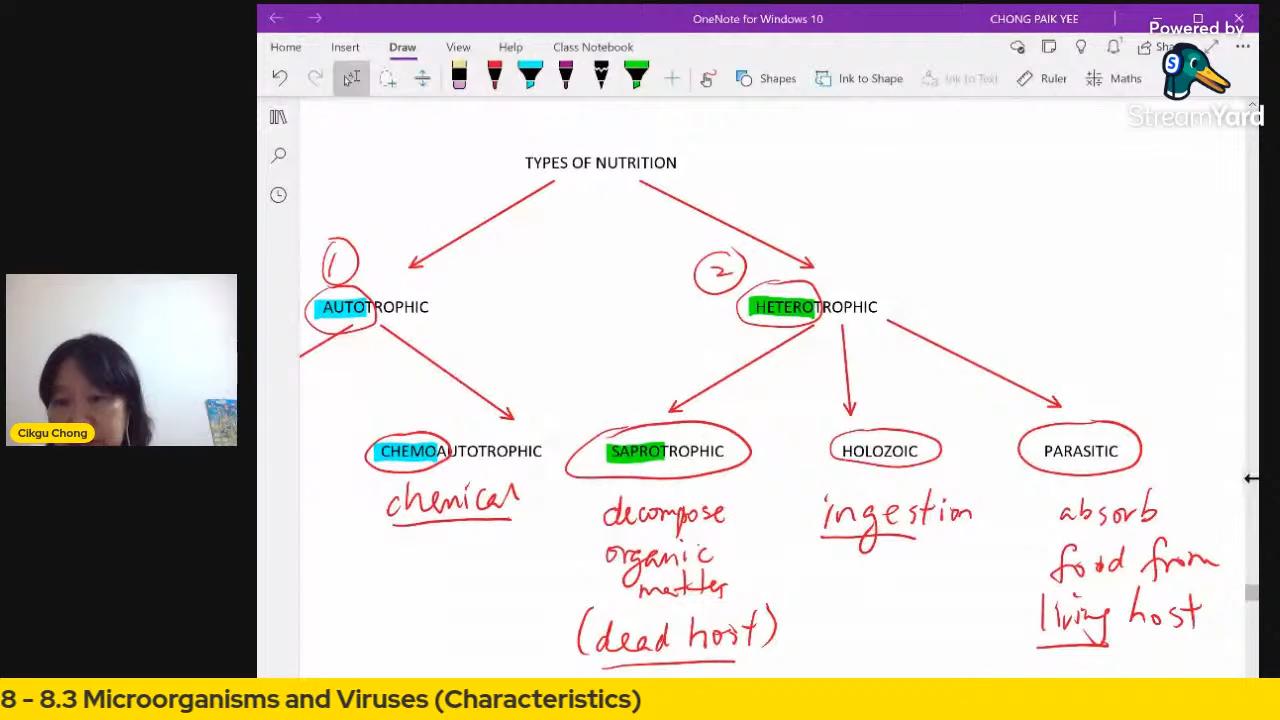 OneNote for Windows 10
CHONG PAIK YEE
Powered by
Home
Insert
Draw
View
Help
Class Notebook
Sha
Shapes
Ink to Shape
Ink to Text
Ruler
Maths
S
StreamYard
TYPES OF NUTRITION
1
2
AUTOTROPHIC
HETEROTROPHIC
CHEMOAUTOTROPHIC
SAPROTROPHIC
HOLOZOIC
PARASITIC
chemical
decompose
organic
matter
(dead host)
ingestion
absorb
food from
living host
Cikgu Chong
8 - 8.3 Microorganisms and Viruses (Characteristics)